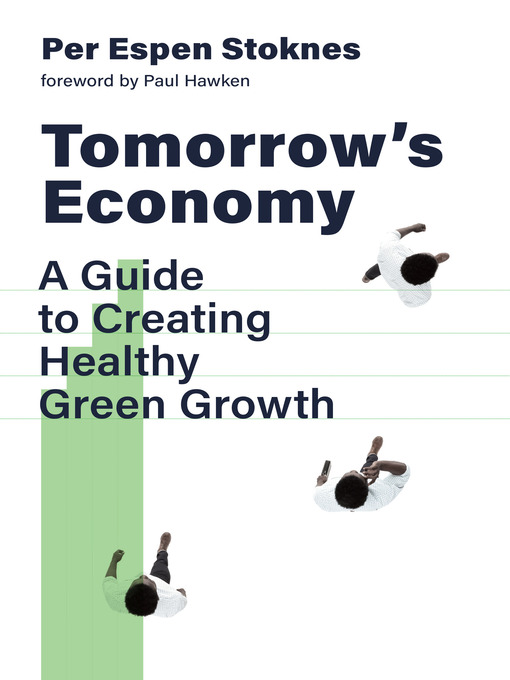 Per Espen Stoknes
foreword by Paul Hawken
Tomorrow’s
Economy
A Guide
to Creating
Healthy
Green Growth